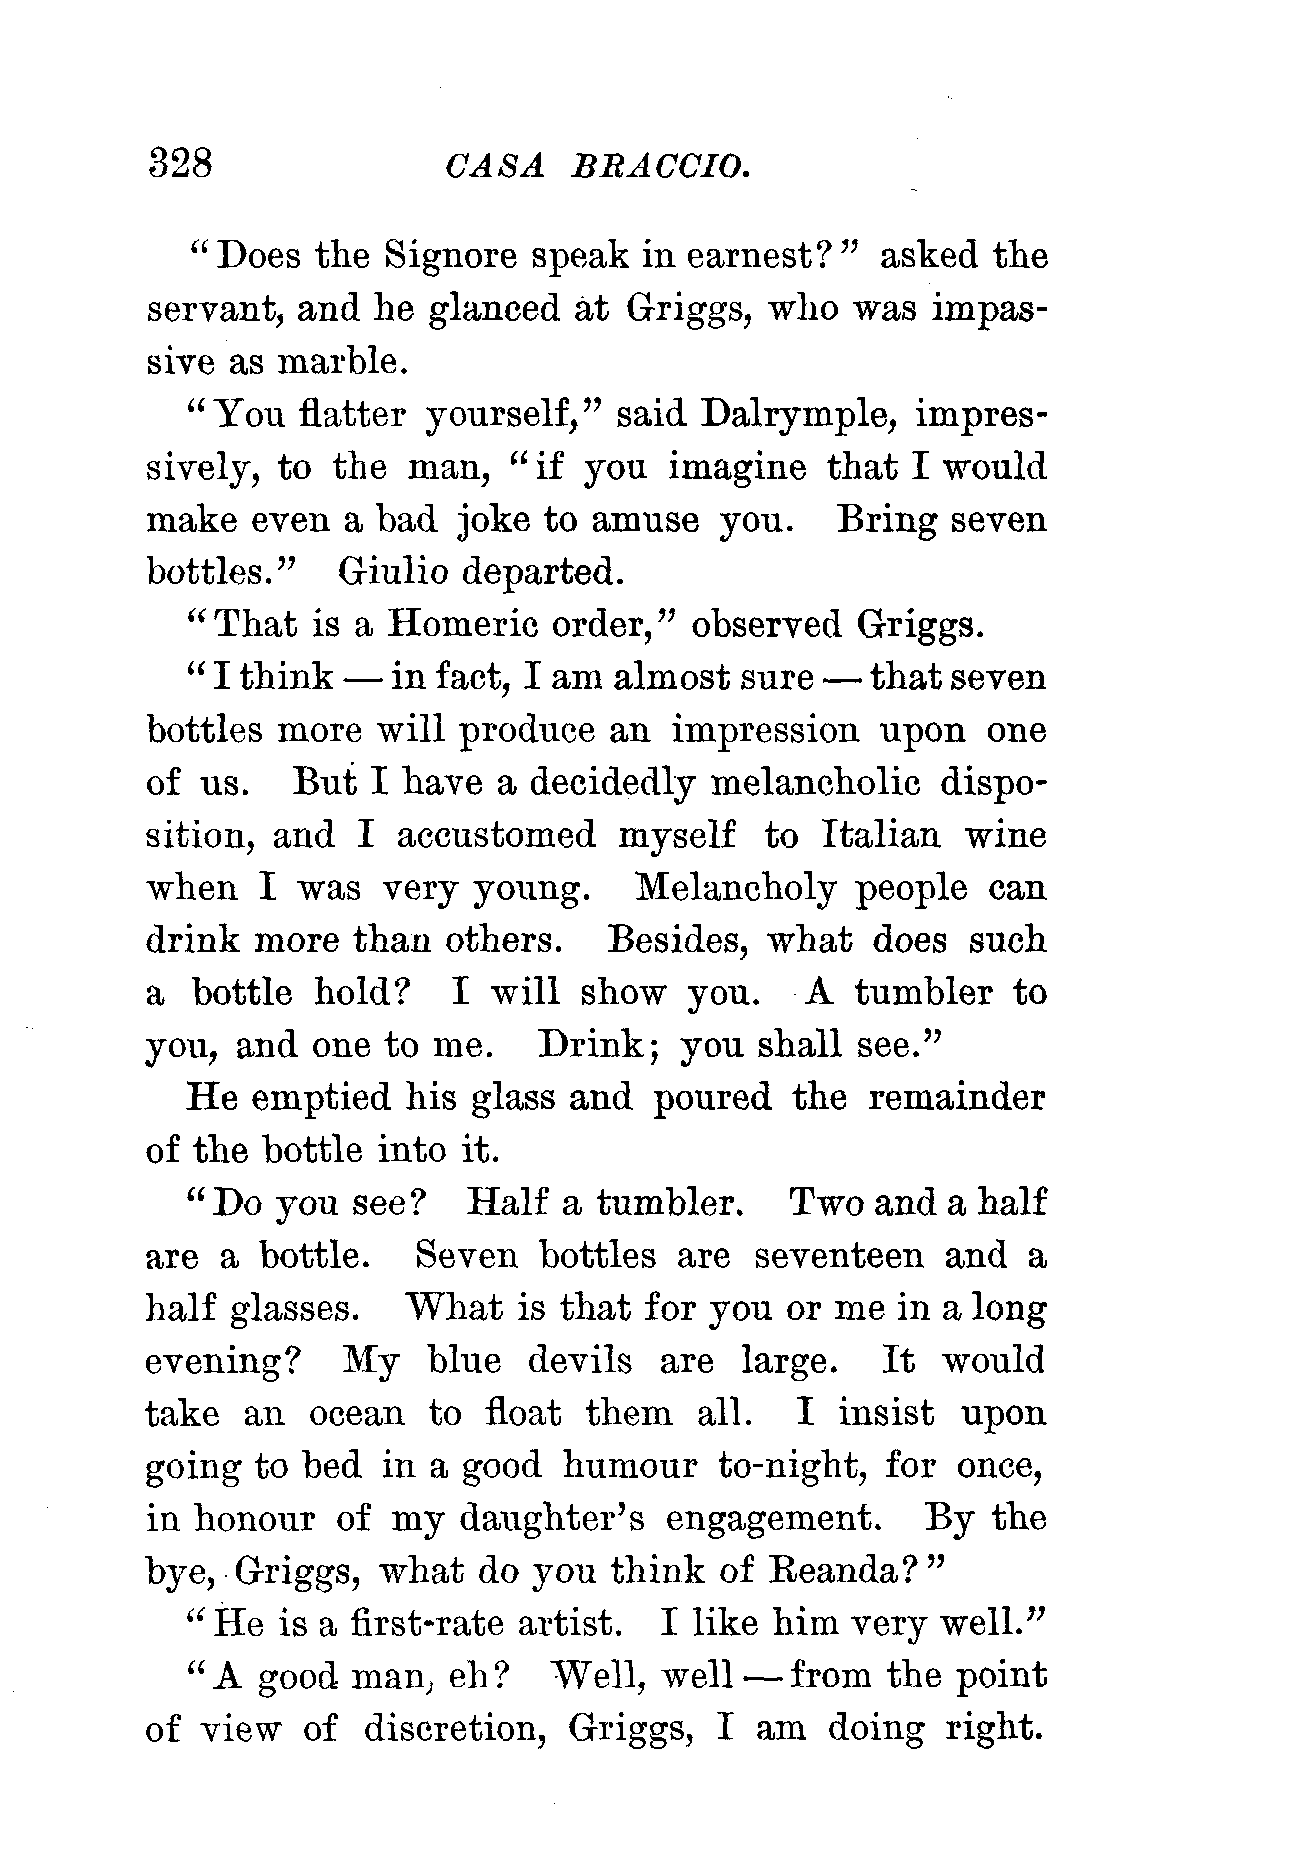 328 CASA BRACCIO.
“Does the Signore speak in earnest?” asked the
servant, and he glanced at Griggs, who was impas-
sive as marble.
“You flatter yourself,” said Dalrymple, impres-
sively, to the man, “if you imagine that I would
make even a bad joke to amuse you. Bring seven
bottles.” Giulio departed.
“That is a Homeric order,” observed Griggs.
“I think — in fact, I am almost sure — that seven
bottles more will produce an impression upon one
of us. But I have a decidedly melancholic dispo-
sition, and I accustomed myself to Italian wine
when I was very young. Melancholy people can
drink more than others. Besides, what does such
a bottle hold? I will show you. A tumbler to
you, and one to me. Drink; you shall see.”
He emptied his glass and poured the remainder
of the bottle into it.
“Do you see? Half a tumbler. Two and a half
are a bottle. Seven bottles are seventeen and a
half glasses. What is that for you or me in a long
evening? My blue devils are large. It would
take an ocean to float them all. I insist upon
going to bed in a good humour to-night, for once,
in honour of my daughter’s engagement. By the
bye, Griggs, what do you think of Reanda?”
“He is a first-rate artist. I like him very well.”
“A good man, eh? Well, well — from the point
of view of discretion, Griggs, I am doing right.